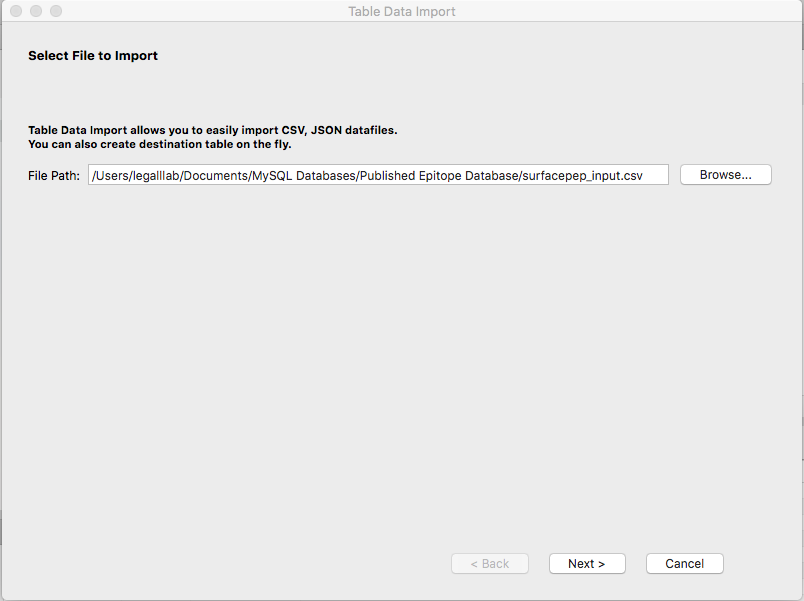 Table Data Import
Select File to Import
Table Data Import allows you to easily import CSV, JSON datafiles.
You can also create destination table on the fly.
File Path: /Users/legalllab/Documents/MySQL Databases/Published Epitope Database/surfacepep_input.csv Browse...
< Back Next > Cancel